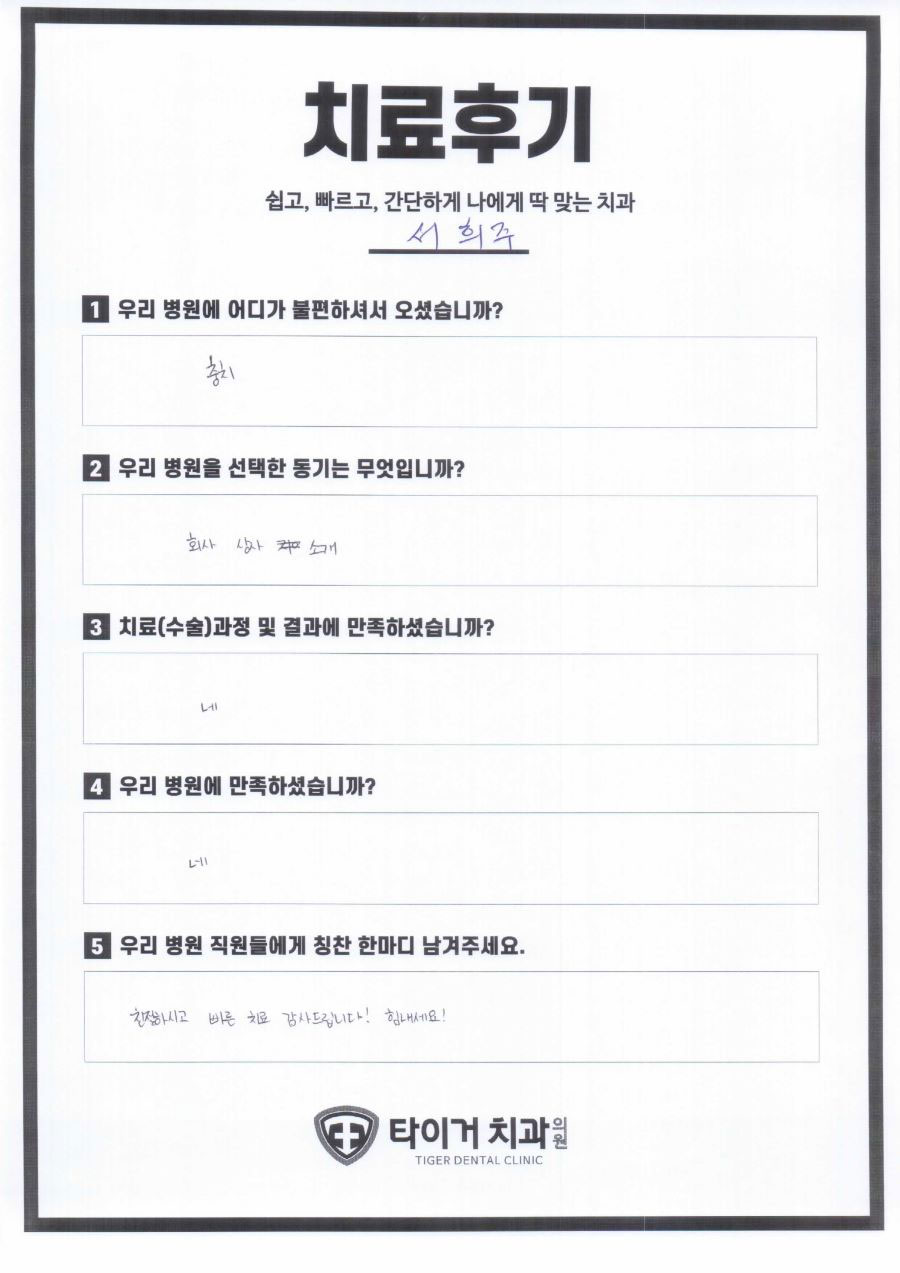 치료후기
쉽고, 빠르고, 간단하게 나에게 딱 맞는 치과
서희주
1 우리 병원에 어디가 불편하셔서 오셨습니까?
충치
2 우리 병원을 선택한 동기는 무엇입니까?
회사 상사 소개
3 치료(수술)과정 및 결과에 만족하셨습니까?
네
4 우리 병원에 만족하셨습니까?
네
5 우리 병원 직원들에게 칭찬 한마디 남겨주세요.
친절하시고 빠른 치료 감사드립니다! 힘내세요!
타이거 치과의원
TIGER DENTAL CLINIC